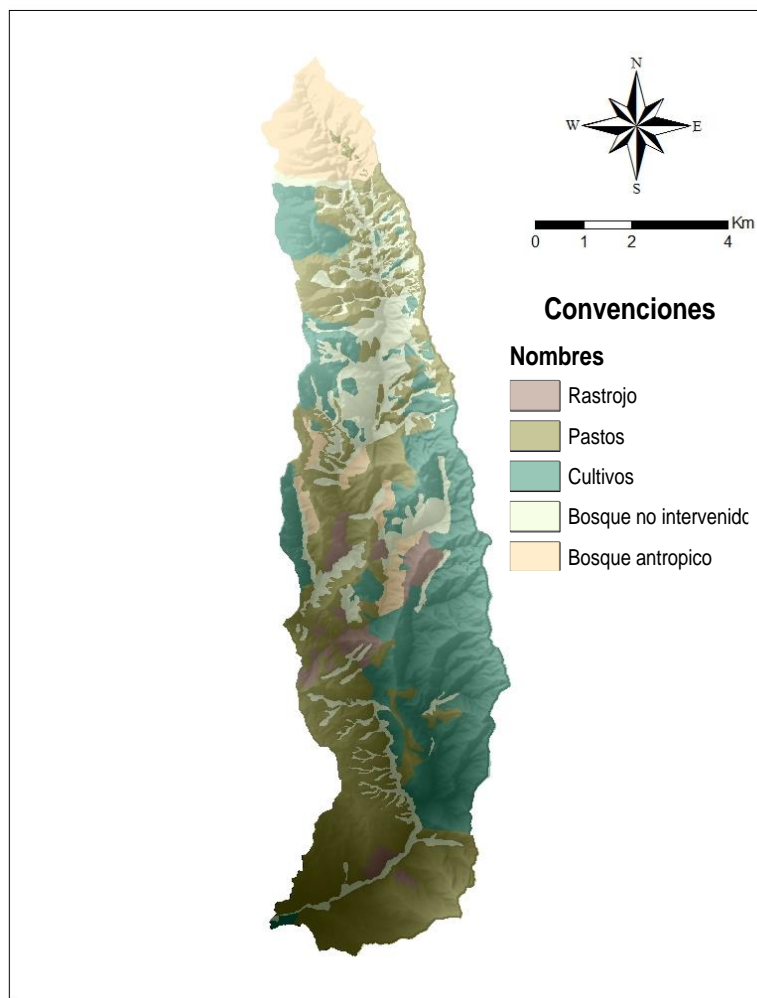 N
W E
S
Km
0 1 2 4
Convenciones
Nombres
Rastrojo
Pastos
Cultivos
Bosque no intervenido
Bosque antropico